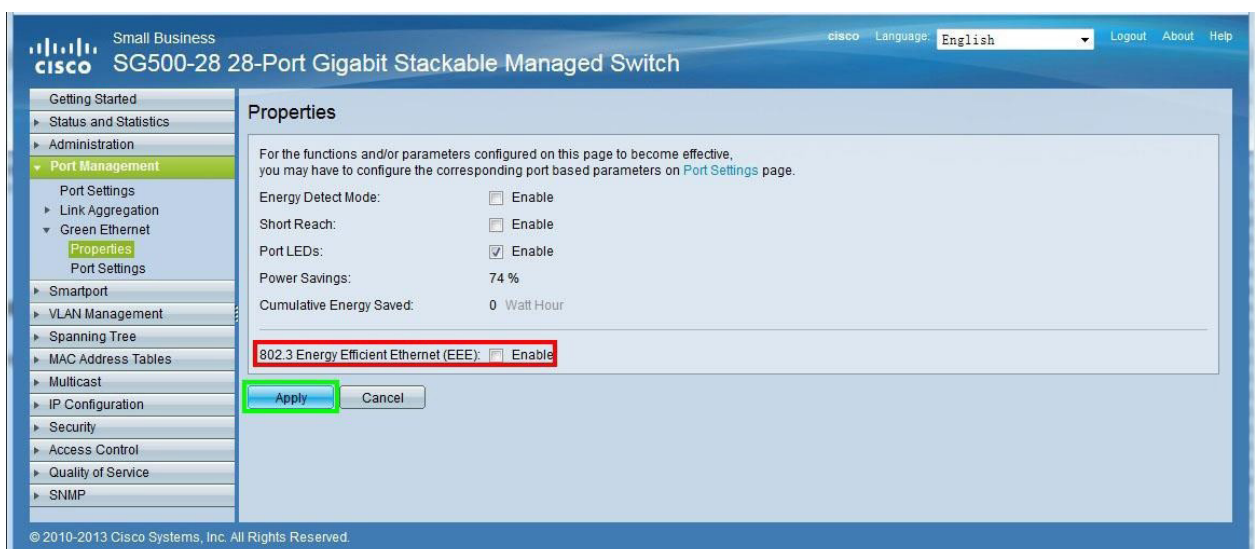 Small Business
cisco Language: English Logout About Help
CISCO SG500-28 28-Port Gigabit Stackable Managed Switch
Getting Started
Status and Statistics
Administration
Port Management
Port Settings
Link Aggregation
Green Ethernet
Properties
Port Settings
Smartport
VLAN Management
Spanning Tree
MAC Address Tables
Multicast
IP Configuration
Security
Access Control
Quality of Service
SNMP
Properties
For the functions and/or parameters configured on this page to become effective,
you may have to configure the corresponding port based parameters on Port Settings page.
Energy Detect Mode: Enable
Short Reach: Enable
Port LEDs: Enable
Power Savings: 74 %
Cumulative Energy Saved: 0 Watt Hour
802.3 Energy Efficient Ethernet (EEE): Enable
Apply Cancel
© 2010-2013 Cisco Systems, Inc. All Rights Reserved.